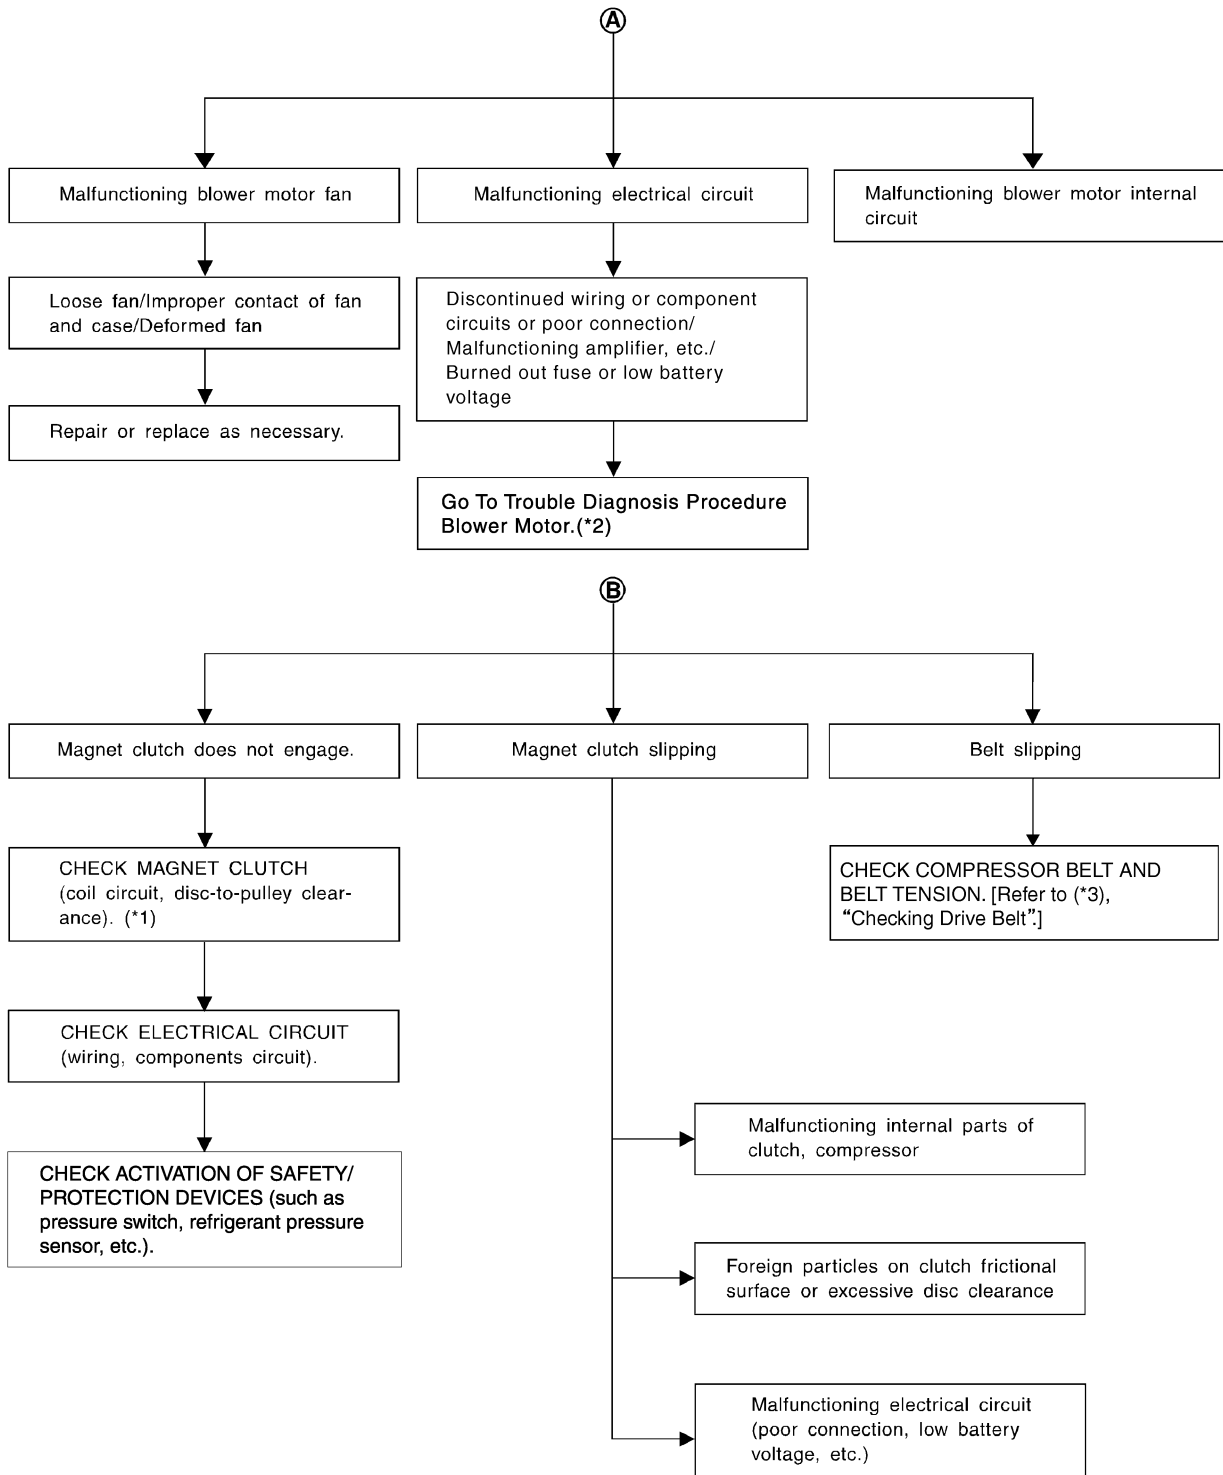 A
Malfunctioning blower motor fan
Malfunctioning electrical circuit
Malfunctioning blower motor internal
circuit
Loose fan/Improper contact of fan
and case/Deformed fan
Discontinued wiring or component
circuits or poor connection/
Malfunctioning amplifier, etc./
Burned out fuse or low battery
voltage
Repair or replace as necessary.
Go To Trouble Diagnosis Procedure
Blower Motor.(*2)
B
Magnet clutch does not engage.
Magnet clutch slipping
Belt slipping
CHECK MAGNET CLUTCH
(coil circuit, disc-to-pulley clear-
ance). (*1)
CHECK COMPRESSOR BELT AND
BELT TENSION. [Refer to (*3),
“Checking Drive Belt”.]
CHECK ELECTRICAL CIRCUIT
(wiring, components circuit).
CHECK ACTIVATION OF SAFETY/
PROTECTION DEVICES (such as
pressure switch, refrigerant pressure
sensor, etc.).
Malfunctioning internal parts of
clutch, compressor
Foreign particles on clutch frictional
surface or excessive disc clearance
Malfunctioning electrical circuit
(poor connection, low battery
voltage, etc.)